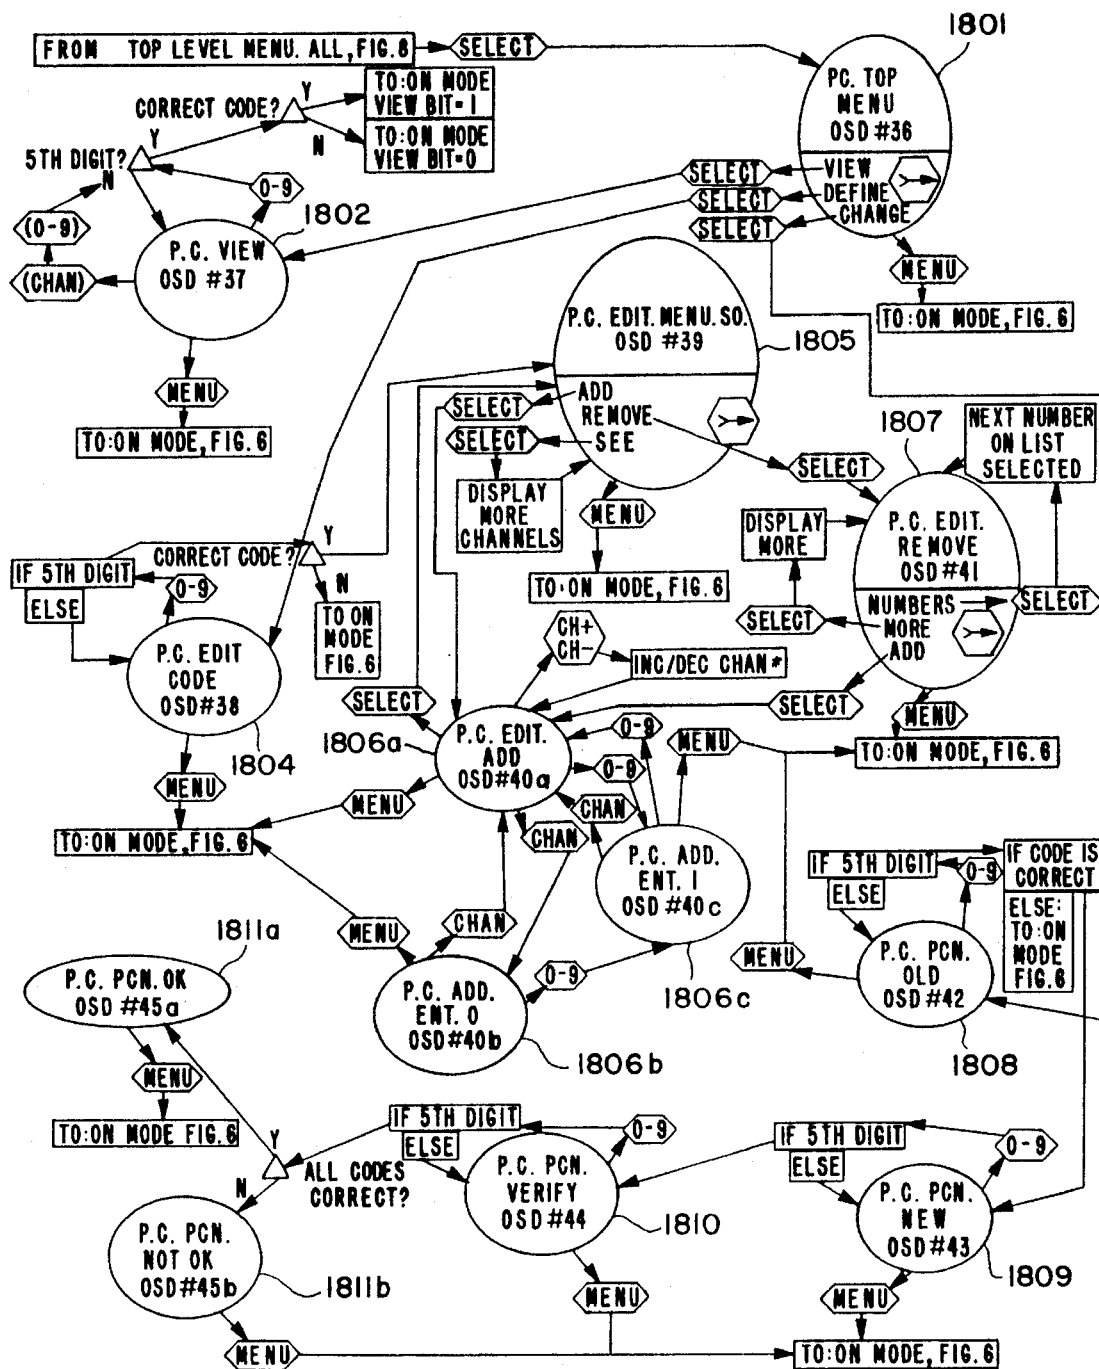 1801
FROM TOP LEVEL MENU. ALL, FIG. 8
SELECT
PC. TOP
MENU
OSD #36
VIEW
DEFINE
CHANGE
SELECT
SELECT
SELECT
MENU
TO:ON MODE, FIG. 6
CORRECT CODE?
Y
N
TO:ON MODE
VIEW BIT=1
TO:ON MODE
VIEW BIT=0
5TH DIGIT?
Y
N
0-9
(0-9)
(CHAN)
1802
P.C. VIEW
OSD #37
MENU
TO:ON MODE, FIG. 6
P.C. EDIT. MENU. SO.
OSD #39
1805
ADD
REMOVE
SEE
SELECT
SELECT
DISPLAY
MORE
CHANNELS
MENU
TO:ON MODE, FIG. 6
SELECT
1807
NEXT NUMBER
ON LIST
SELECTED
P.C. EDIT.
REMOVE
OSD #41
NUMBERS
MORE
ADD
SELECT
DISPLAY
MORE
SELECT
SELECT
MENU
TO:ON MODE, FIG. 6
CORRECT CODE?
Y
N
IF 5TH DIGIT
ELSE
0-9
TO ON
MODE
FIG. 6
P.C. EDIT
CODE
OSD#38
1804
MENU
TO:ON MODE, FIG. 6
CH+
CH-
INC/DEC CHAN#
SELECT
1806a
P.C. EDIT.
ADD
OSD#40a
MENU
0-9
0-9
MENU
CHAN
CHAN
P.C. ADD.
ENT. 1
OSD #40c
1806c
MENU
CHAN
P.C. ADD.
ENT. 0
OSD#40b
0-9
1806b
IF 5TH DIGIT
ELSE
0-9
IF CODE IS
CORRECT
ELSE:
TO:ON
MODE
FIG. 6
MENU
P.C. PCN.
OLD
OSD #42
1808
1811a
P.C. PCN. OK
OSD #45a
MENU
TO:ON MODE FIG. 6
Y
N
ALL CODES
CORRECT?
IF 5TH DIGIT
ELSE
0-9
P.C. PCN.
VERIFY
OSD #44
1810
MENU
IF 5TH DIGIT
ELSE
0-9
P.C. PCN.
NEW
OSD #43
1809
MENU
TO:ON MODE, FIG. 6
P.C. PCN.
NOT OK
OSD#45b
1811b
MENU